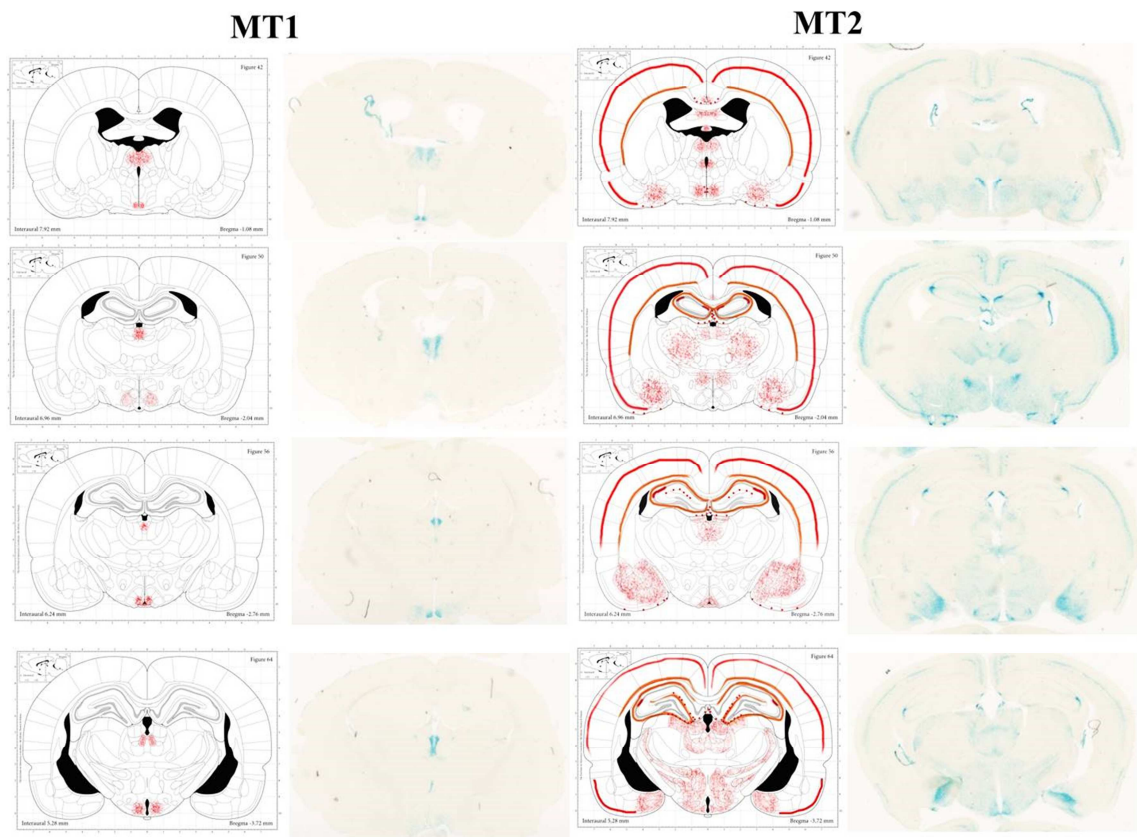 MT1
MT2
Figure 42
Interaural 7.92 mm
Bregma -1.08 mm
Figure 42
Interaural 7.92 mm
Bregma -1.08 mm
Figure 50
Interaural 6.96 mm
Bregma -2.04 mm
Figure 50
Interaural 6.96 mm
Bregma -2.04 mm
Figure 56
Interaural 6.24 mm
Bregma -2.76 mm
Figure 56
Interaural 6.24 mm
Bregma -2.76 mm
Figure 64
Interaural 5.28 mm
Bregma -3.72 mm
Figure 64
Interaural 5.28 mm
Bregma -3.72 mm